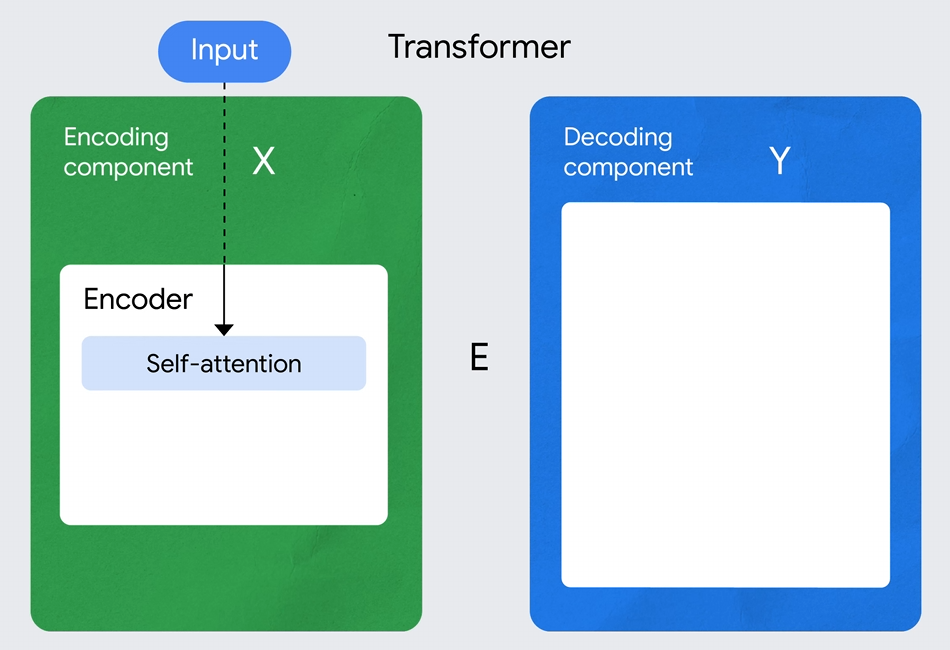 Input
Transformer
Encoding
component
X
Encoder
Self-attention
E
Decoding
component
Y